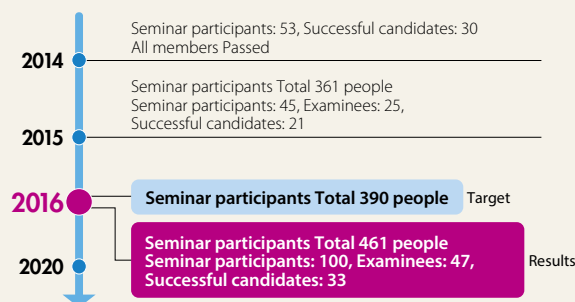 Seminar participants: 53, Successful candidates: 30
All members Passed
2014
Seminar participants Total 361 people
Seminar participants: 45, Examinees: 25,
Successful candidates: 21
2015
2016
Seminar participants Total 390 people
Target
Seminar participants Total 461 people
Seminar participants: 100, Examinees: 47,
Successful candidates: 33
Results
2020